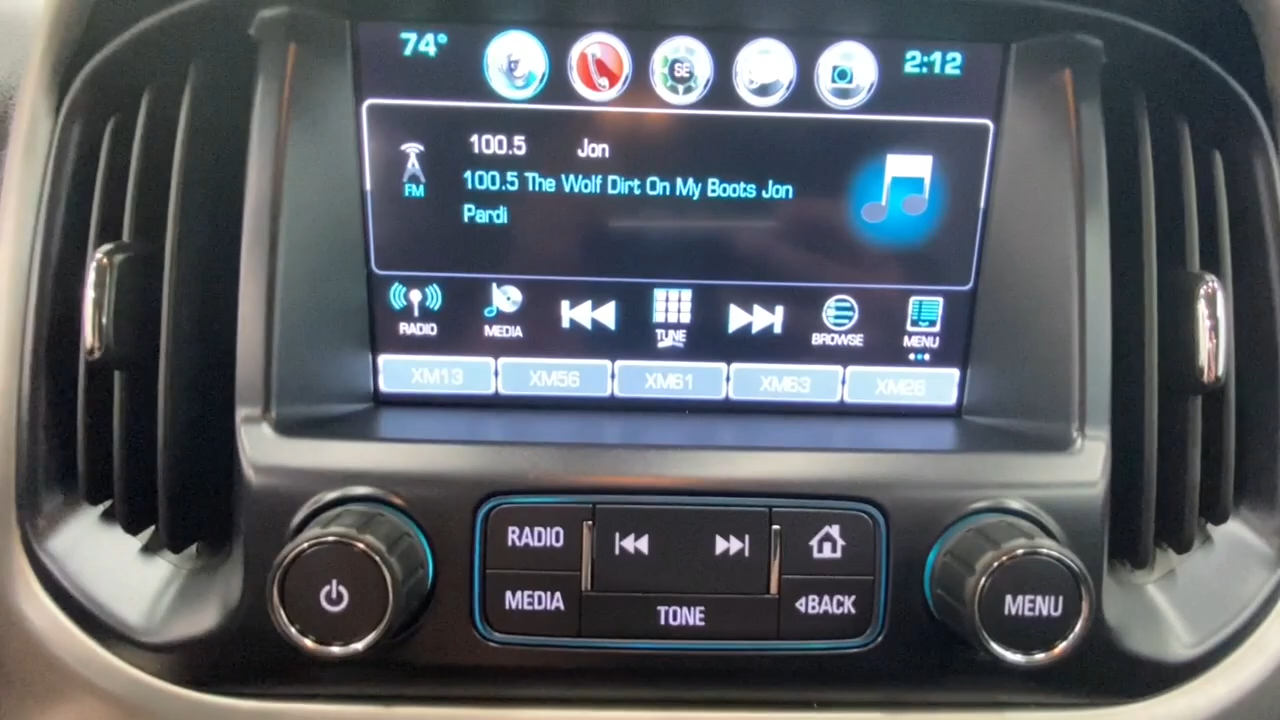 74° 2:12
SE
100.5 Jon
FM
100.5 The Wolf Dirt On My Boots Jon
Pardi
RADIO MEDIA TUNE BROWSE MENU
XM13 XM56 XM61 XM63 XM26
RADIO
MENU
MEDIA TONE BACK